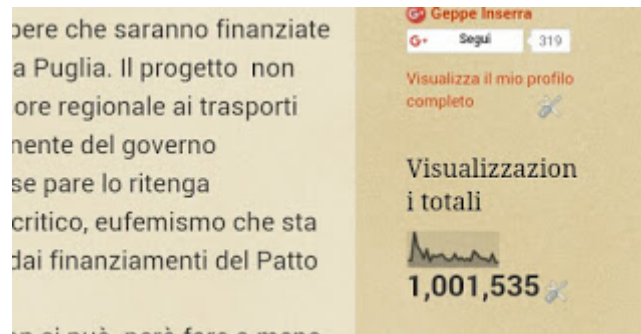 pere che saranno finanziate
a Puglia. Il progetto non
ore regionale ai trasporti
nente del governo
se pare lo ritenga
critico, eufemismo che sta
dai finanziamenti del Patto
Geppe Inserra
G+ Segui 319
Visualizza il mio profilo
completo
Visualizzazion
i totali
1,001,535